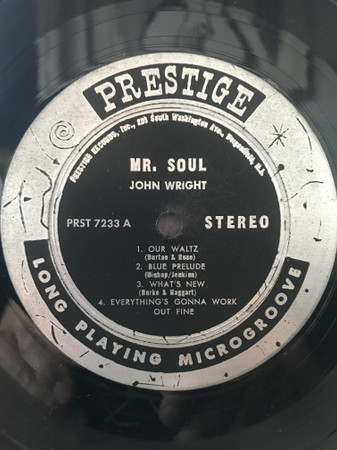 PRESTIGE
PRESTIGE RECORDS, Inc., 203 South Washington Ave., Bergenfield, N.J.
MR. SOUL
JOHN WRIGHT
PRST 7233 A
STEREO
1. OUR WALTZ
(Burton & Rose)
2. BLUE PRELUDE
(Bishop/Jenkins)
3. WHAT'S NEW
(Burke & Haggart)
4. EVERYTHING'S GONNA WORK
OUT FINE
LONG PLAYING MICROGROOVE